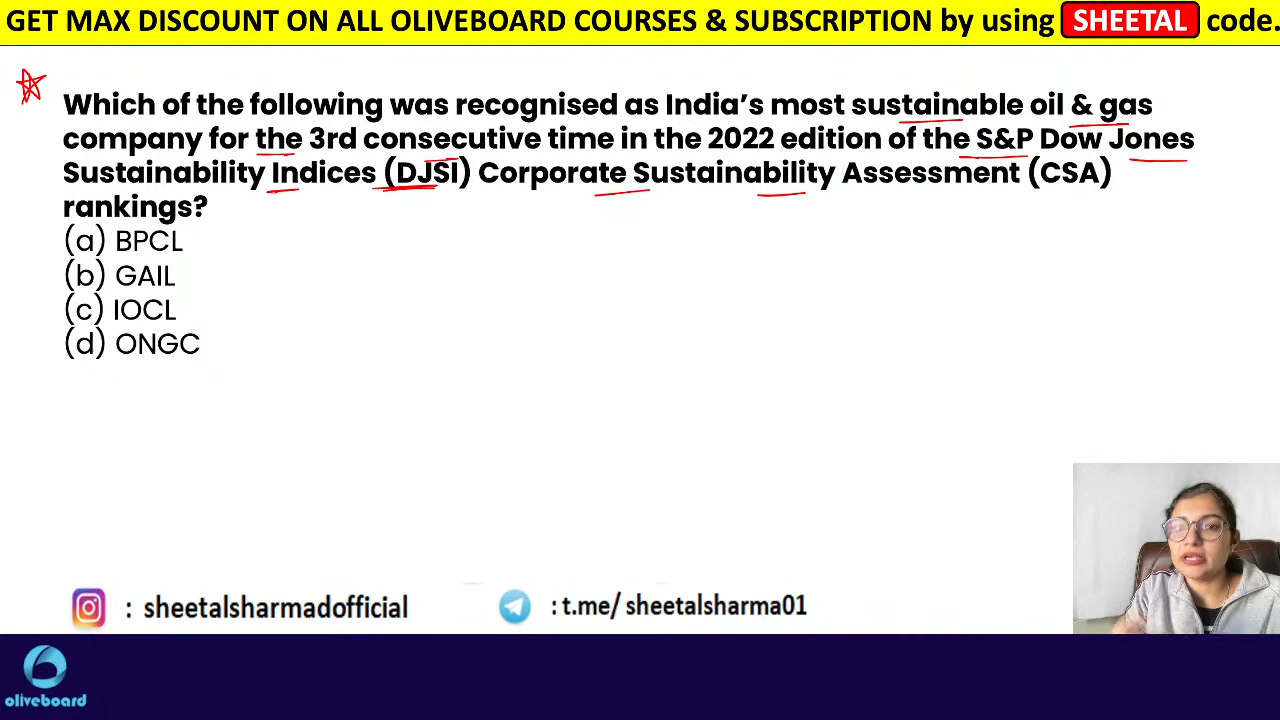 GET MAX DISCOUNT ON ALL OLIVEBOARD COURSES & SUBSCRIPTION by using SHEETAL code.
Which of the following was recognised as India's most sustainable oil & gas
company for the 3rd consecutive time in the 2022 edition of the S&P Dow Jones
Sustainability Indices (DJSI) Corporate Sustainability Assessment (CSA)
rankings?
(a) BPCL
(b) GAIL
(c) IOCL
(d) ONGC
: sheetalsharmadofficial
: t.me/ sheetalsharma01
oliveboard